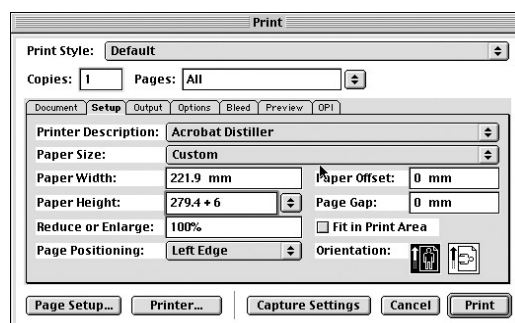 Print
Print Style: Default
Copies: 1 Pages: All
Document Setup Output Options Bleed Preview OPI
Printer Description: Acrobat Distiller
Paper Size: Custom
Paper Width: 221.9 mm Paper Offset: 0 mm
Paper Height: 279.4 + 6 Page Gap: 0 mm
Reduce or Enlarge: 100% Fit in Print Area
Page Positioning: Left Edge Orientation:
Page Setup... Printer... Capture Settings Cancel Print